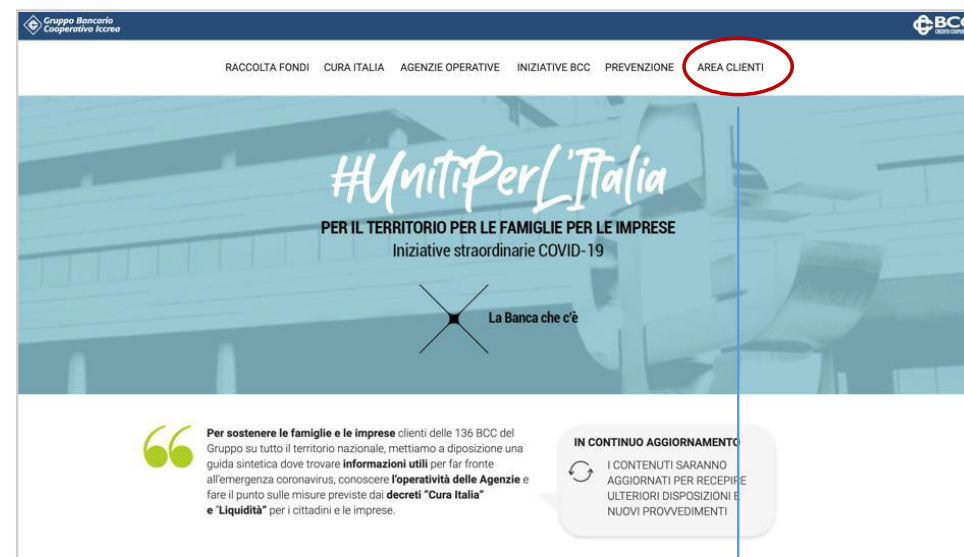 Gruppo Bancario
Cooperativo Iccrea
BCC
CREDITO COOPERATIVO
RACCOLTA FONDI CURA ITALIA AGENZIE OPERATIVE INIZIATIVE BCC PREVENZIONE AREA CLIENTI
#UnitiPerL'Italia
PER IL TERRITORIO PER LE FAMIGLIE PER LE IMPRESE
Iniziative straordinarie COVID-19
La Banca che c'è
Per sostenere le famiglie e le imprese clienti delle 136 BCC del
Gruppo su tutto il territorio nazionale, mettiamo a diposizione una
guida sintetica dove trovare informazioni utili per far fronte
all'emergenza coronavirus, conoscere l'operatività delle Agenzie e
fare il punto sulle misure previste dai decreti "Cura Italia"
e "Liquidità" per i cittadini e le imprese.
IN CONTINUO AGGIORNAMENTO
I CONTENUTI SARANNO
AGGIORNATI PER RECEPIRE
ULTERIORI DISPOSIZIONI E
NUOVI PROVVEDIMENTI